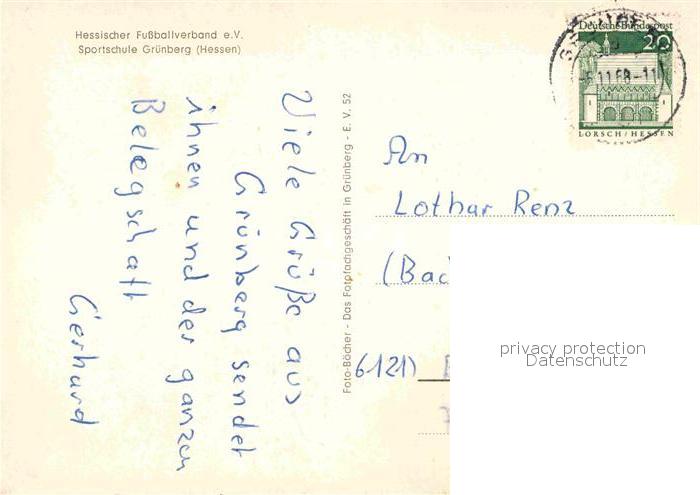 Hessischer Fußballverband e.V.
Sportschule Grünberg (Hessen)
Viele Grüße aus
Grünberg sendet
ihnen und der ganzen
Belegschaft
Gerhard
Foto-Böcher - Das Fotofachgeschäft in Grünberg - E. V. 52
Deutsche Bundespost
20
LORSCH/HESSEN
An
Lothar Renz
(Bad
6121)
privacy protection
Datenschutz